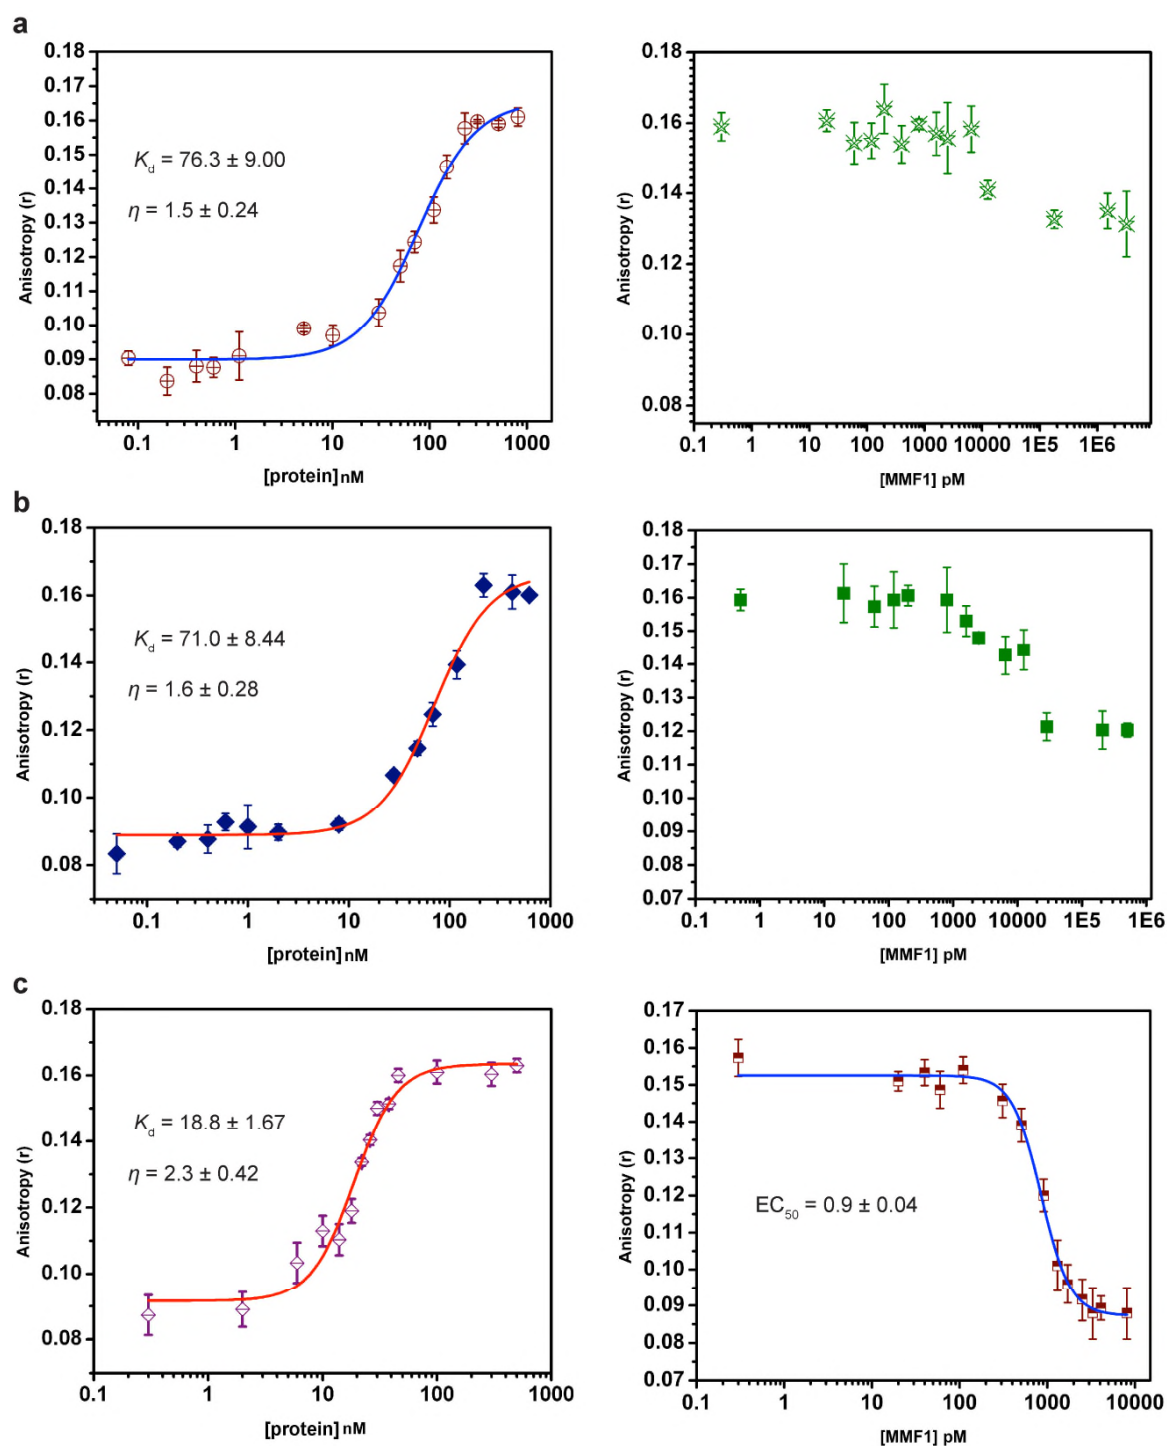 a
0.18
0.17
0.16
0.15
0.14
0.13
0.12
0.11
0.10
0.09
0.08
Anisotropy (r)
K_d = 76.3 ± 9.00
η = 1.5 ± 0.24
0.1 1 10 100 1000
[protein] nM
0.18
0.16
0.14
0.12
0.10
0.08
Anisotropy (r)
0.1 1 10 100 1000 10000 1E5 1E6
[MMF1] pM
b
0.18
0.16
0.14
0.12
0.10
0.08
Anisotropy (r)
K_d = 71.0 ± 8.44
η = 1.6 ± 0.28
0.1 1 10 100 1000
[protein] nM
0.18
0.17
0.16
0.15
0.14
0.13
0.12
0.11
0.10
0.09
0.08
0.07
Anisotropy (r)
0.1 1 10 100 1000 10000 1E5 1E6
[MMF1] pM
c
0.18
0.16
0.14
0.12
0.10
0.08
Anisotropy (r)
K_d = 18.8 ± 1.67
η = 2.3 ± 0.42
0.1 1 10 100 1000
[protein] nM
0.17
0.16
0.15
0.14
0.13
0.12
0.11
0.10
0.09
0.08
0.07
Anisotropy (r)
EC_50 = 0.9 ± 0.04
0.1 1 10 100 1000 10000
[MMF1] pM